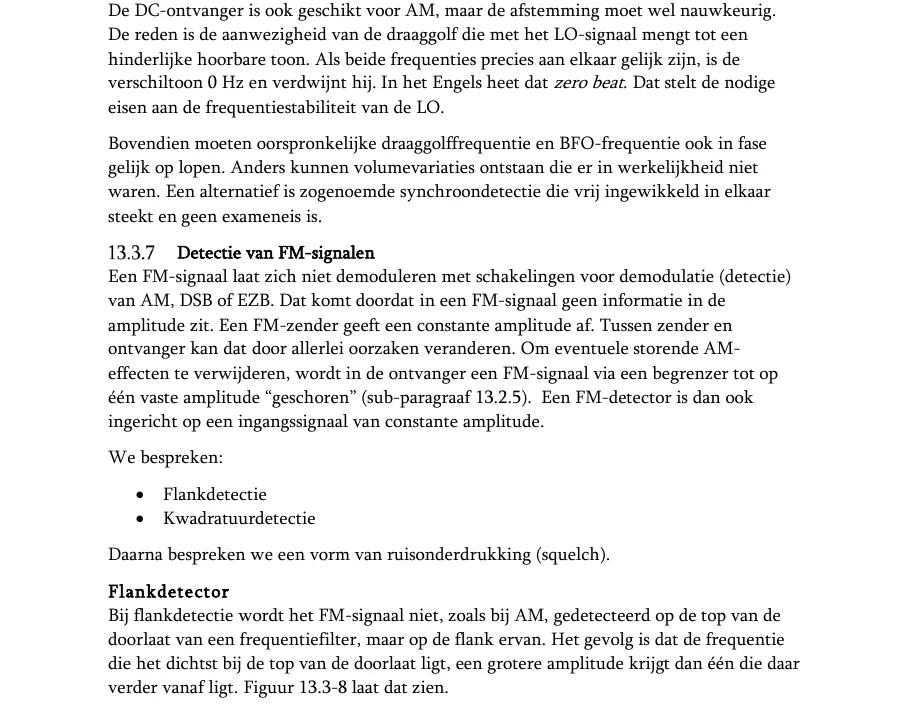 De DC-ontvanger is ook geschikt voor AM, maar de afstemming moet wel nauwkeurig.
De reden is de aanwezigheid van de draaggolf die met het LO-signaal mengt tot een
hinderlijke hoorbare toon. Als beide frequenties precies aan elkaar gelijk zijn, is de
verschiltoon 0 Hz en verdwijnt hij. In het Engels heet dat zero beat. Dat stelt de nodige
eisen aan de frequentiestabiliteit van de LO.
Bovendien moeten oorspronkelijke draaggolffrequentie en BFO-frequentie ook in fase
gelijk op lopen. Anders kunnen volumevariaties ontstaan die er in werkelijkheid niet
waren. Een alternatief is zogenoemde synchroondetectie die vrij ingewikkeld in elkaar
steekt en geen exameneis is.
13.3.7 Detectie van FM-signalen
Een FM-signaal laat zich niet demoduleren met schakelingen voor demodulatie (detectie)
van AM, DSB of EZB. Dat komt doordat in een FM-signaal geen informatie in de
amplitude zit. Een FM-zender geeft een constante amplitude af. Tussen zender en
ontvanger kan dat door allerlei oorzaken veranderen. Om eventuele storende AM-
effecten te verwijderen, wordt in de ontvanger een FM-signaal via een begrenzer tot op
één vaste amplitude “geschoren” (sub-paragraaf 13.2.5).  Een FM-detector is dan ook
ingericht op een ingangssignaal van constante amplitude.
We bespreken:
• Flankdetectie
• Kwadratuurdetectie
Daarna bespreken we een vorm van ruisonderdrukking (squelch).
Flankdetector
Bij flankdetectie wordt het FM-signaal niet, zoals bij AM, gedetecteerd op de top van de
doorlaat van een frequentiefilter, maar op de flank ervan. Het gevolg is dat de frequentie
die het dichtst bij de top van de doorlaat ligt, een grotere amplitude krijgt dan één die daar
verder vanaf ligt. Figuur 13.3-8 laat dat zien.